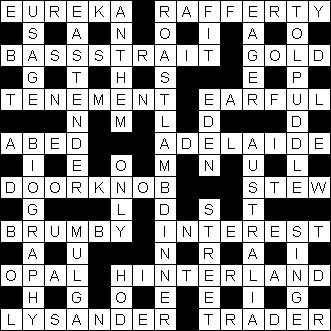 EUREKA RAFFERTY
S A N O I A O
BASSSTRAIT GOLD
G T H S E P
TENEMENT EARFUL
N M L D D
ABED ADELAIDE
I E O M N U L
DOORKNOB STEW
G L D S T
BRUMBY INTEREST
A U N R A I
OPAL HINTERLAND
H G O E E I G
LYSANDER TRADER